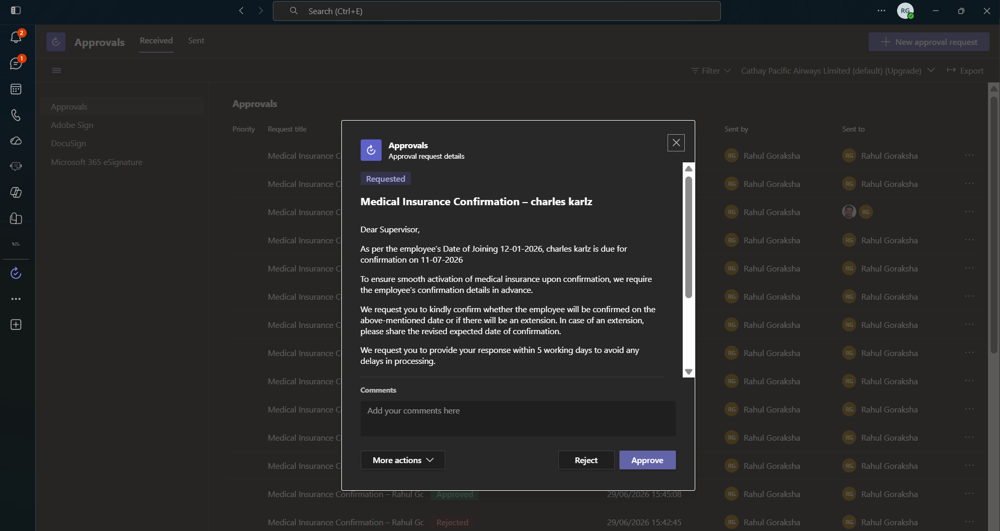 Search (Ctrl+E)
RG
2
1
Approvals
Received
Sent
New approval request
Filter
Cathay Pacific Airways Limited (default) (Upgrade)
Export
Approvals
Adobe Sign
DocuSign
Microsoft 365 eSignature
Approvals
Priority
Request title
Sent by
Sent to
Medical Insurance C
RG Rahul Goraksha
RG Rahul Goraksha
Medical Insurance C
RG Rahul Goraksha
RG Rahul Goraksha
Medical Insurance C
RG Rahul Goraksha
RG
Medical Insurance C
RG Rahul Goraksha
RG Rahul Goraksha
Medical Insurance C
RG Rahul Goraksha
RG Rahul Goraksha
Medical Insurance C
RG Rahul Goraksha
RG Rahul Goraksha
Medical Insurance C
RG Rahul Goraksha
RG Rahul Goraksha
Medical Insurance C
RG Rahul Goraksha
RG Rahul Goraksha
Medical Insurance C
RG Rahul Goraksha
RG Rahul Goraksha
Medical Insurance C
RG Rahul Goraksha
RG Rahul Goraksha
Medical Insurance C
RG Rahul Goraksha
RG Rahul Goraksha
Medical Insurance C
RG Rahul Goraksha
RG Rahul Goraksha
Medical Insurance Confirmation – Rahul Gc
Approved
29/06/2026 15:45:08
RG Rahul Goraksha
RG Rahul Goraksha
Medical Insurance Confirmation – Rahul Gc
Rejected
29/06/2026 15:42:45
RG Rahul Goraksha
RG Rahul Goraksha
Approvals
Approval request details
Requested
Medical Insurance Confirmation – charles karlz
Dear Supervisor,
As per the employee's Date of Joining 12-01-2026, charles karlz is due for
confirmation on 11-07-2026
To ensure smooth activation of medical insurance upon confirmation, we require
the employee's confirmation details in advance.
We request you to kindly confirm whether the employee will be confirmed on the
above-mentioned date or if there will be an extension. In case of an extension,
please share the revised expected date of confirmation.
We request you to provide your response within 5 working days to avoid any
delays in processing.
Comments
Add your comments here
More actions
Reject
Approve